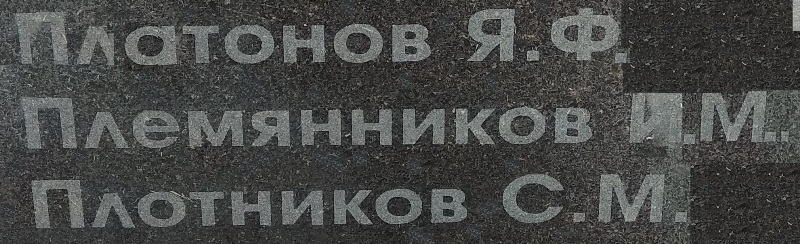 Платонов Я.Ф.
Племянников И.М.
Плотников С.М.